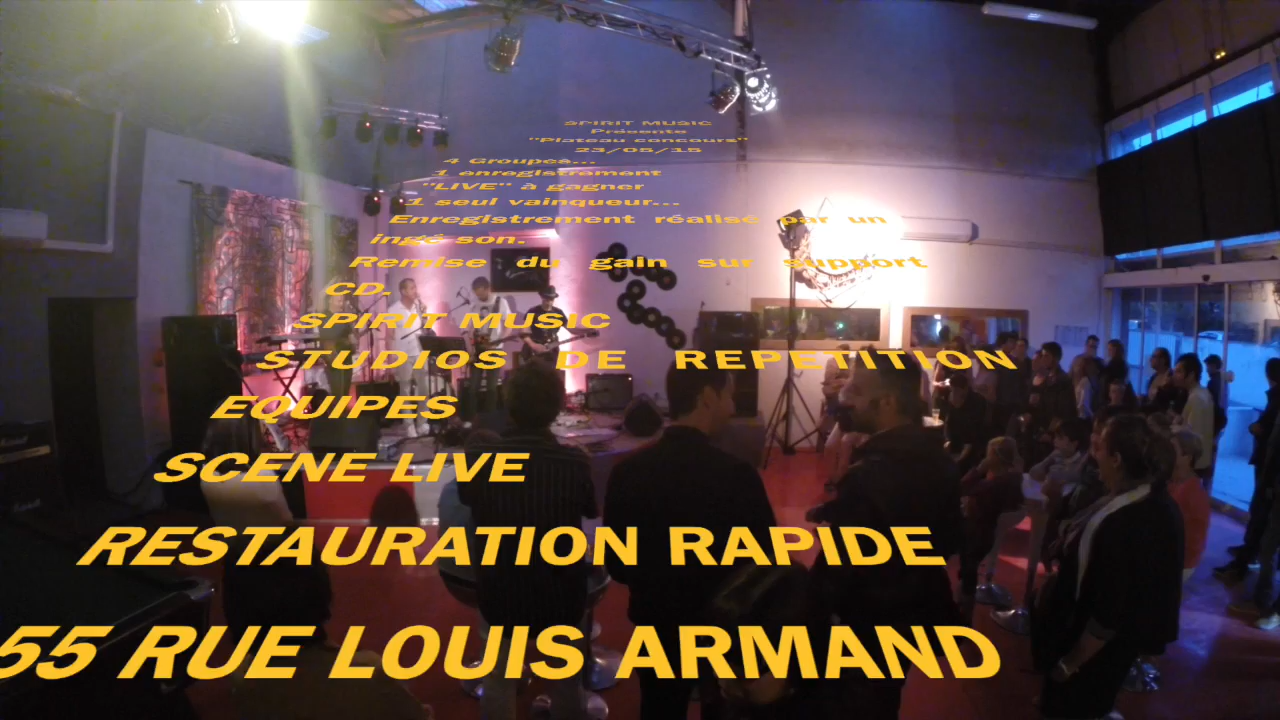 SPIRIT MUSIC
Présente
"Plateau concours"
23/05/15
4 Groupes...
1 enregistrement
"LIVE" à gagner
1 seul vainqueur...
Enregistrement réalisé par un
ingé son.
Remise du gain sur support
CD.
SPIRIT MUSIC
STUDIOS DE REPETITION
EQUIPES
SCENE LIVE
RESTAURATION RAPIDE
55 RUE LOUIS ARMAND